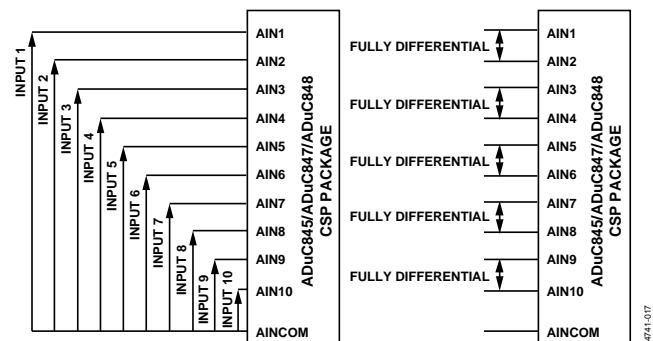 INPUT 1
INPUT 2
INPUT 3
INPUT 4
INPUT 5
INPUT 6
INPUT 7
INPUT 8
INPUT 9
INPUT 10
AIN1
AIN2
AIN3
AIN4
AIN5
AIN6
AIN7
AIN8
AIN9
AIN10
AINCOM
ADuC845/ADuC847/ADuC848
CSP PACKAGE
FULLY DIFFERENTIAL
FULLY DIFFERENTIAL
FULLY DIFFERENTIAL
FULLY DIFFERENTIAL
FULLY DIFFERENTIAL
AIN1
AIN2
AIN3
AIN4
AIN5
AIN6
AIN7
AIN8
AIN9
AIN10
AINCOM
ADuC845/ADuC847/ADuC848
CSP PACKAGE
4741-017